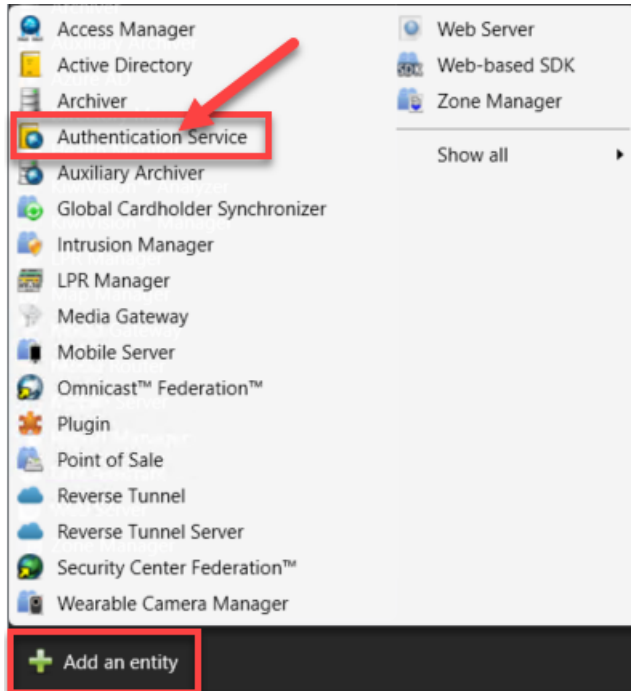 Access Manager
Active Directory
Archiver
Authentication Service
Auxiliary Archiver
Global Cardholder Synchronizer
Intrusion Manager
LPR Manager
Media Gateway
Mobile Server
Omnicast™ Federation™
Plugin
Point of Sale
Reverse Tunnel
Reverse Tunnel Server
Security Center Federation™
Wearable Camera Manager
Web Server
SDK Web-based SDK
Zone Manager
Show all
Add an entity